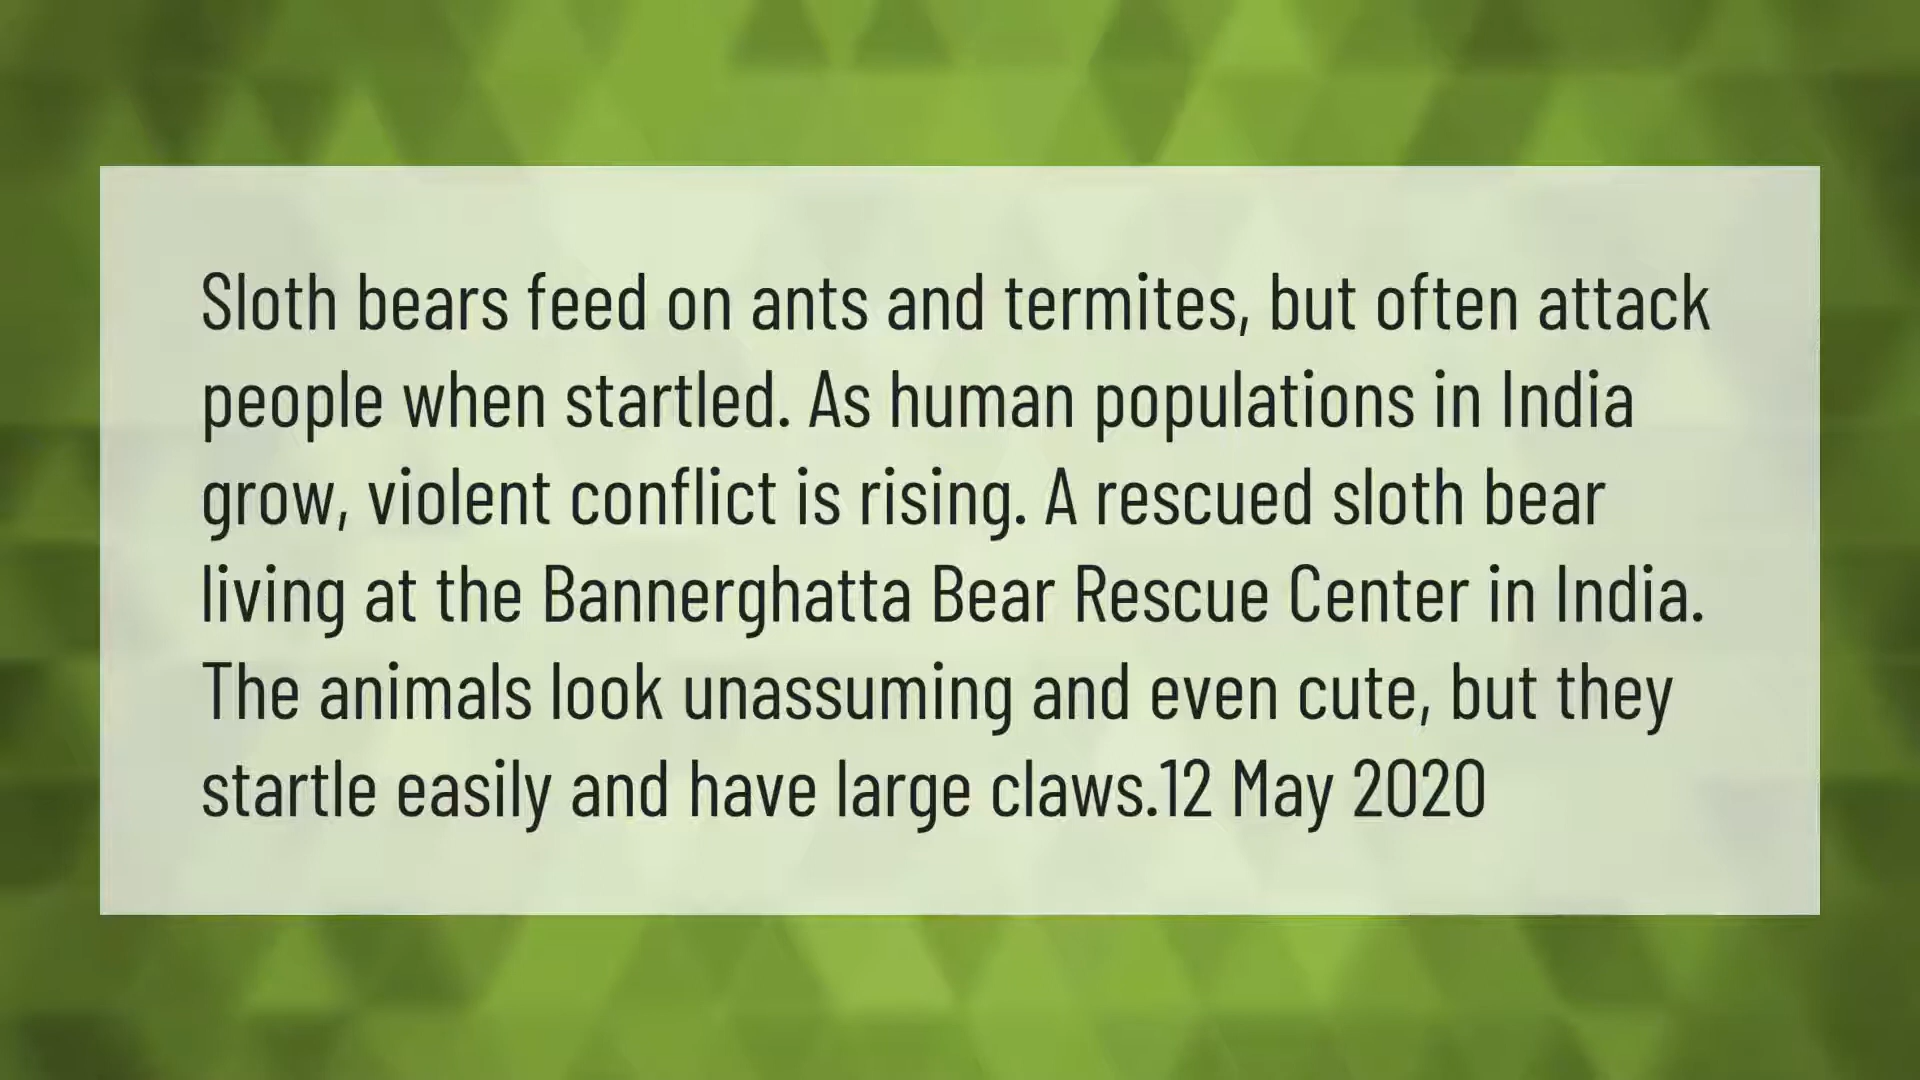 Sloth bears feed on ants and termites, but often attack
people when startled. As human populations in India
grow, violent conflict is rising. A rescued sloth bear
living at the Bannerghatta Bear Rescue Center in India.
The animals look unassuming and even cute, but they
startle easily and have large claws.12 May 2020